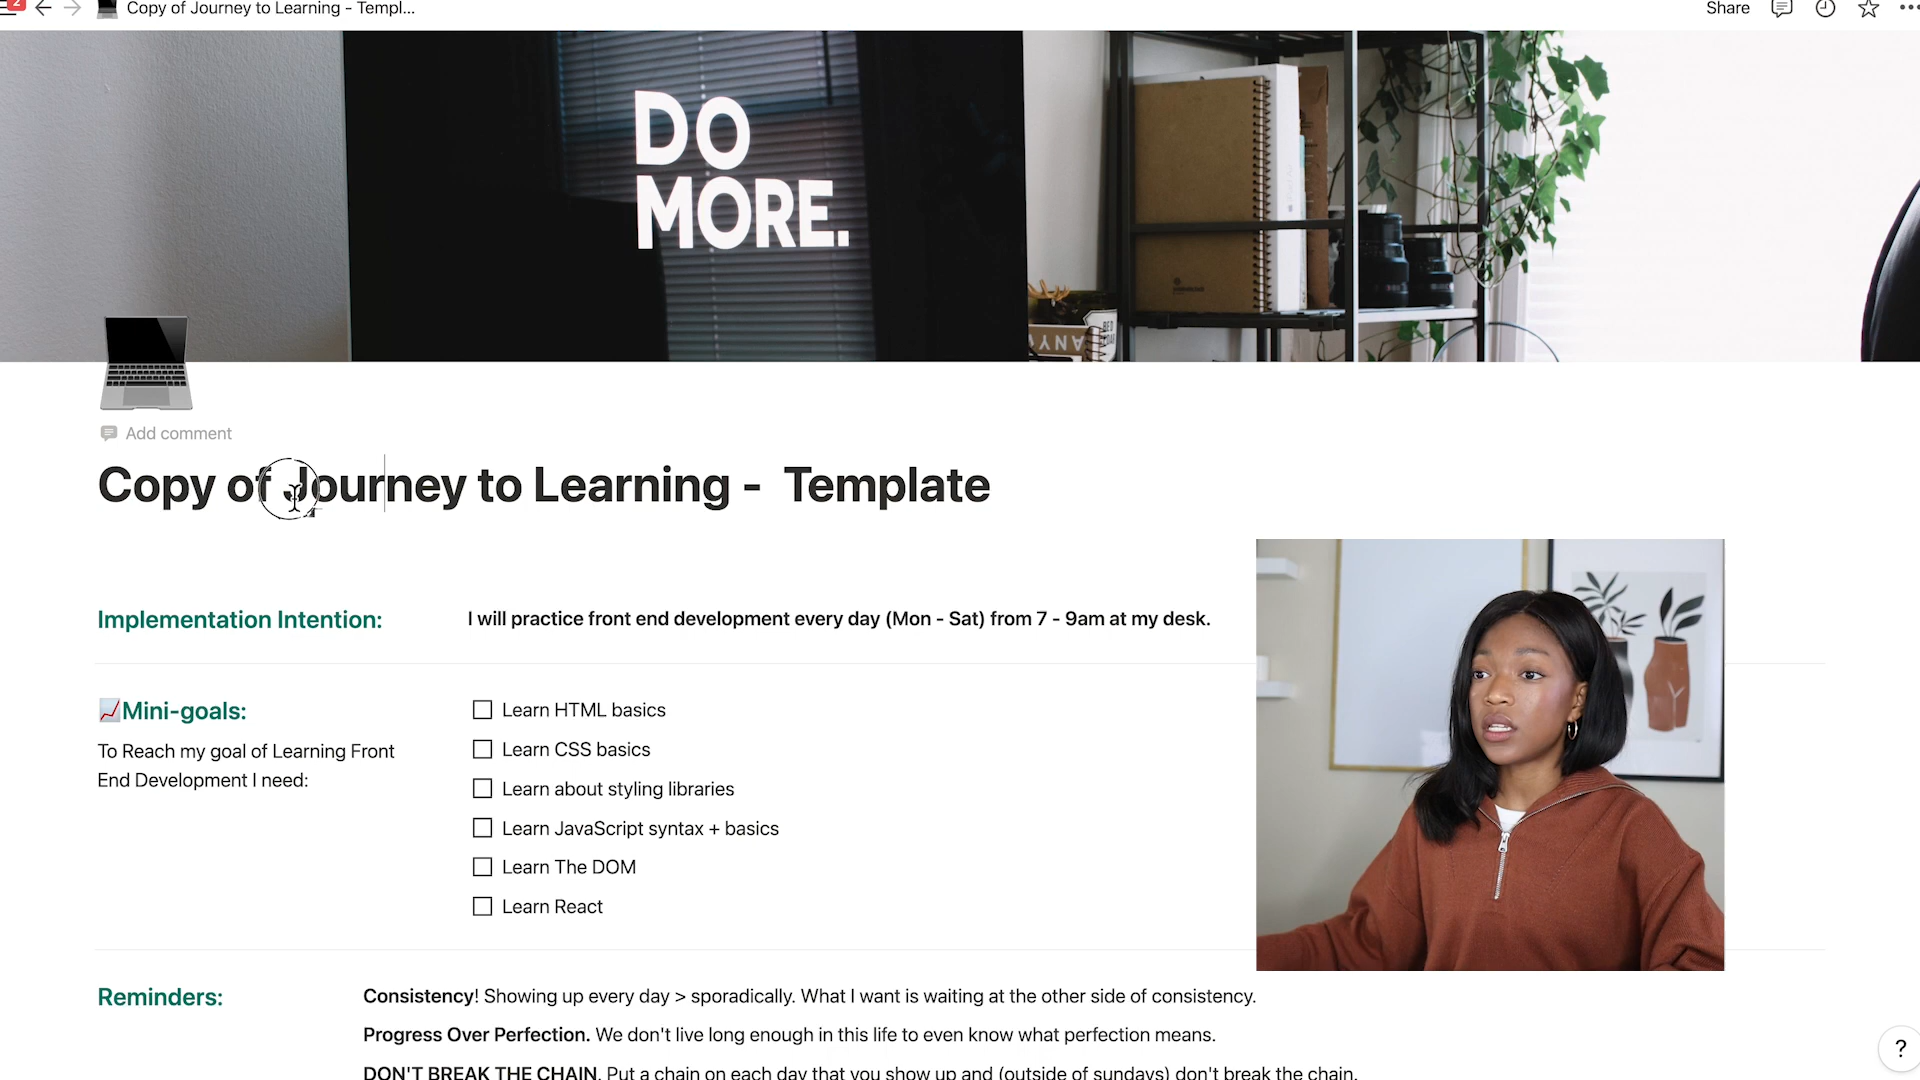 2
Copy of Journey to Learning - Templ...
Share
DO
MORE.
Add comment
Copy of Journey to Learning - Template
Implementation Intention:
I will practice front end development every day (Mon - Sat) from 7 - 9am at my desk.
Mini-goals:
To Reach my goal of Learning Front
End Development I need:
Learn HTML basics
Learn CSS basics
Learn about styling libraries
Learn JavaScript syntax + basics
Learn The DOM
Learn React
Reminders:
Consistency! Showing up every day > sporadically. What I want is waiting at the other side of consistency.
Progress Over Perfection. We don't live long enough in this life to even know what perfection means.
DON'T BREAK THE CHAIN. Put a chain on each day that you show up and (outside of sundays) don't break the chain.
?